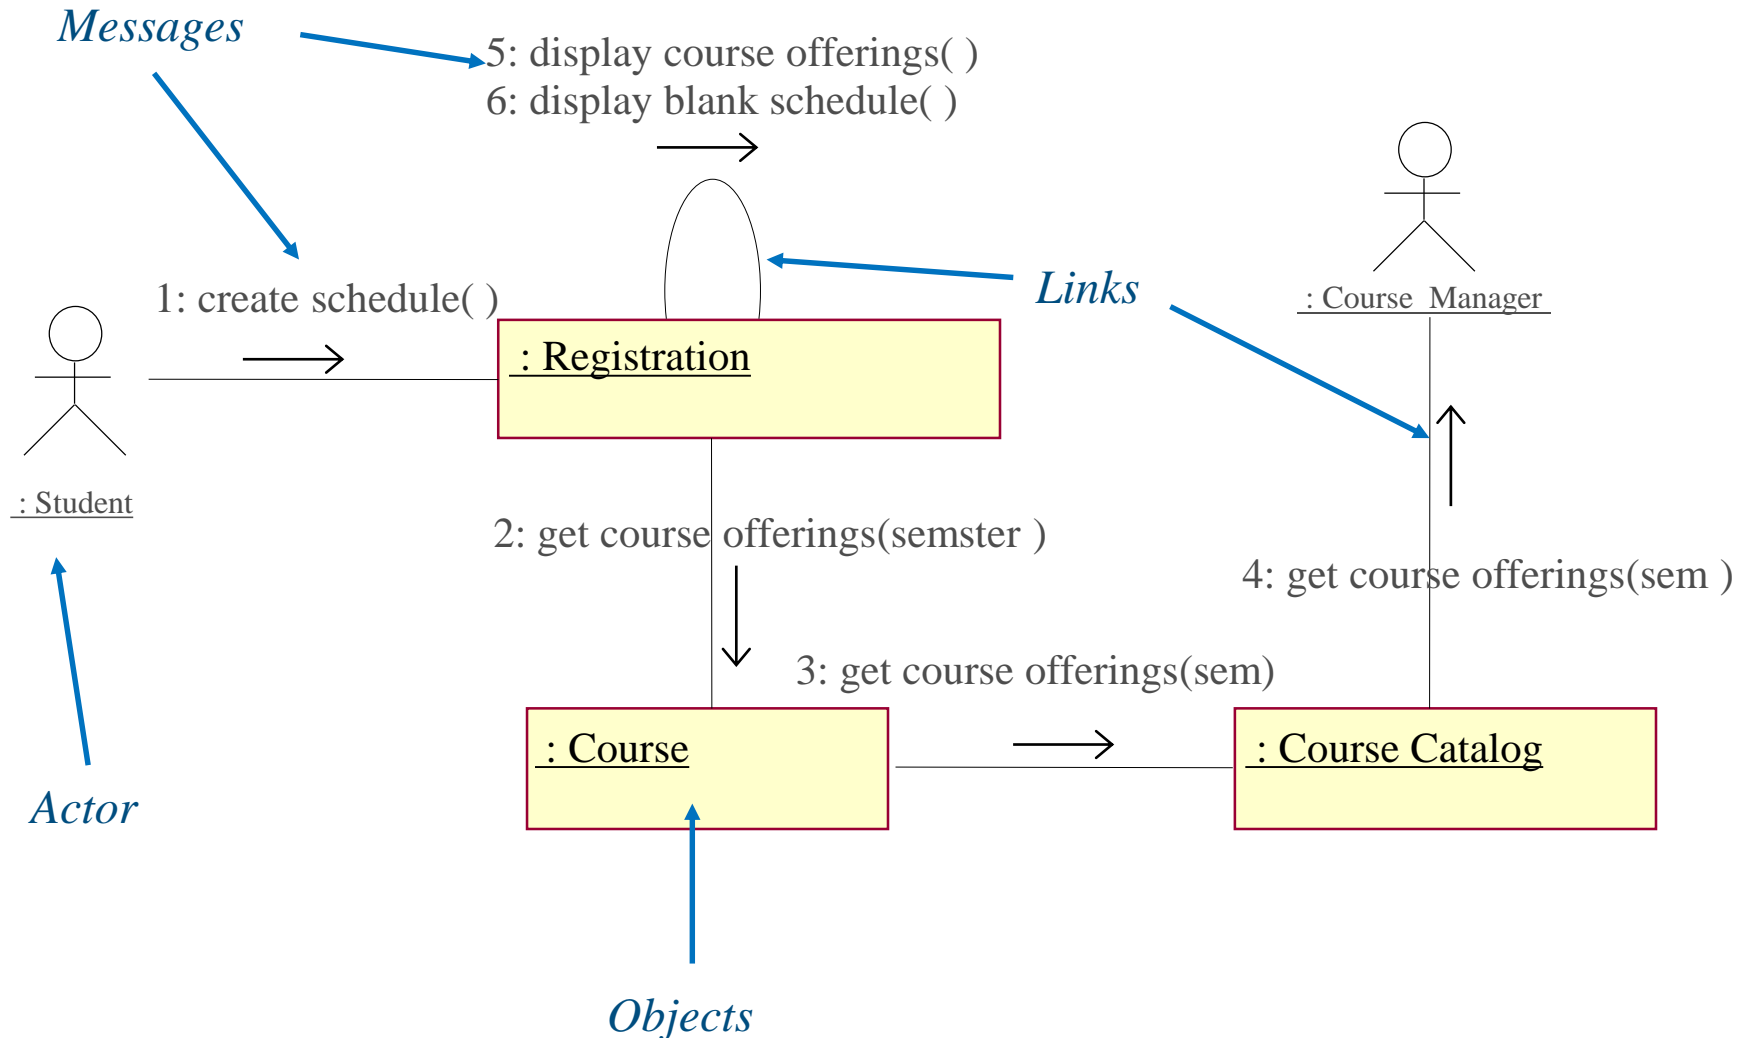 Messages
5: display course offerings( )
6: display blank schedule( )
1: create schedule( )
Links
: Course Manager
: Registration
: Student
2: get course offerings(semster )
4: get course offerings(sem )
3: get course offerings(sem)
: Course
: Course Catalog
Actor
Objects